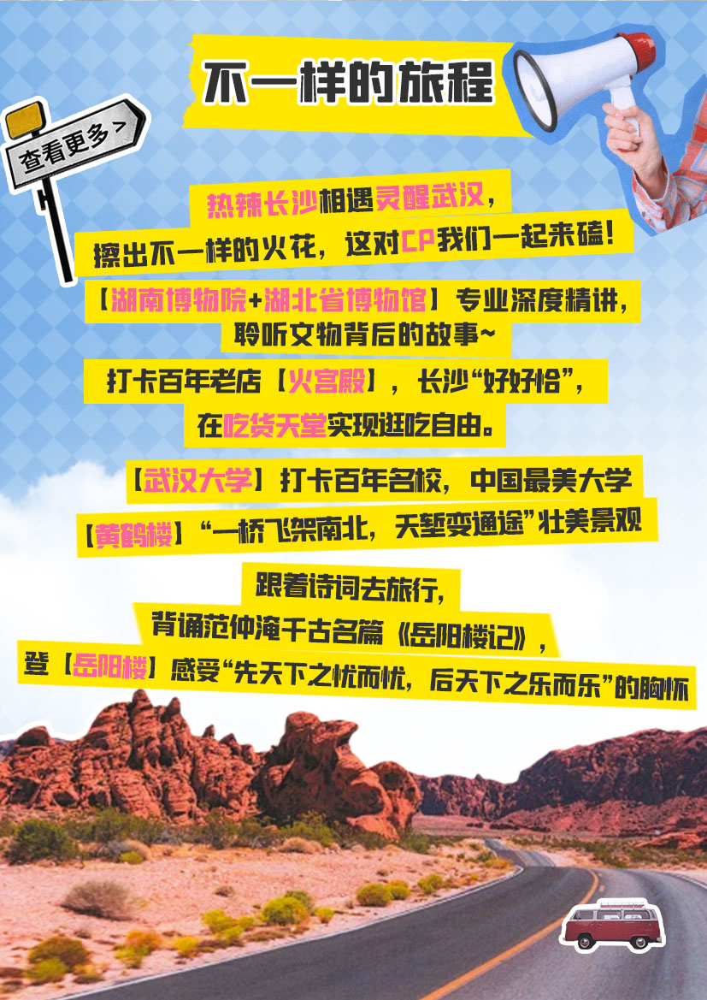 不一样的旅程
查看更多>
热辣长沙相遇灵醒武汉，
擦出不一样的火花，这对CP我们一起来磕！
【湖南博物院+湖北省博物馆】专业深度精讲，
聆听文物背后的故事~
打卡百年老店【火宫殿】，长沙“好好恰”，
在吃货天堂实现逛吃自由。
【武汉大学】打卡百年名校，中国最美大学
【黄鹤楼】“一桥飞架南北，天堑变通途”壮美景观
跟着诗词去旅行，
背诵范仲淹千古名篇《岳阳楼记》，
登【岳阳楼】感受“先天下之忧而忧，后天下之乐而乐”的胸怀